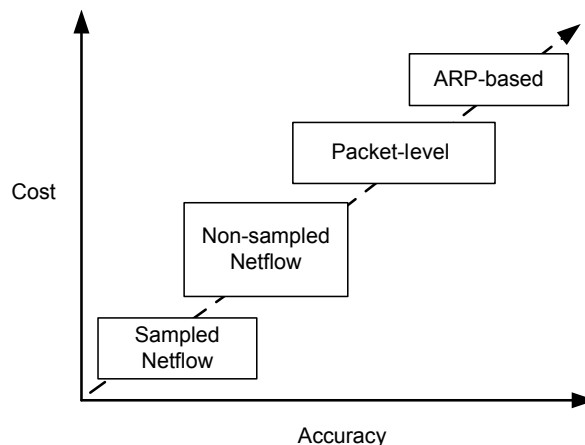 ARP-based
Packet-level
Cost
Non-sampled
Netflow
Sampled
Netflow
Accuracy